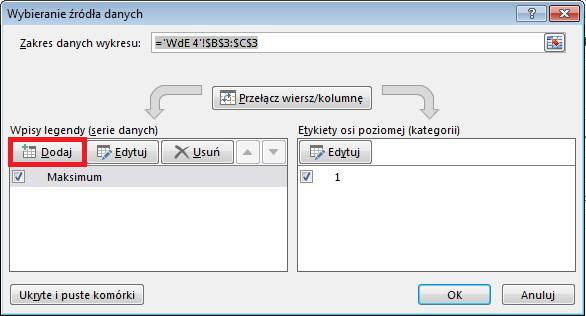 Wybieranie źródła danych
Zakres danych wykresu: ='WdE 4'!$B$3:$C$3
Przełącz wiersz/kolumnę
Wpisy legendy (serie danych)
Dodaj Edytuj Usuń
Maksimum
Etykiety osi poziomej (kategorii)
Edytuj
1
Ukryte i puste komórki OK Anuluj